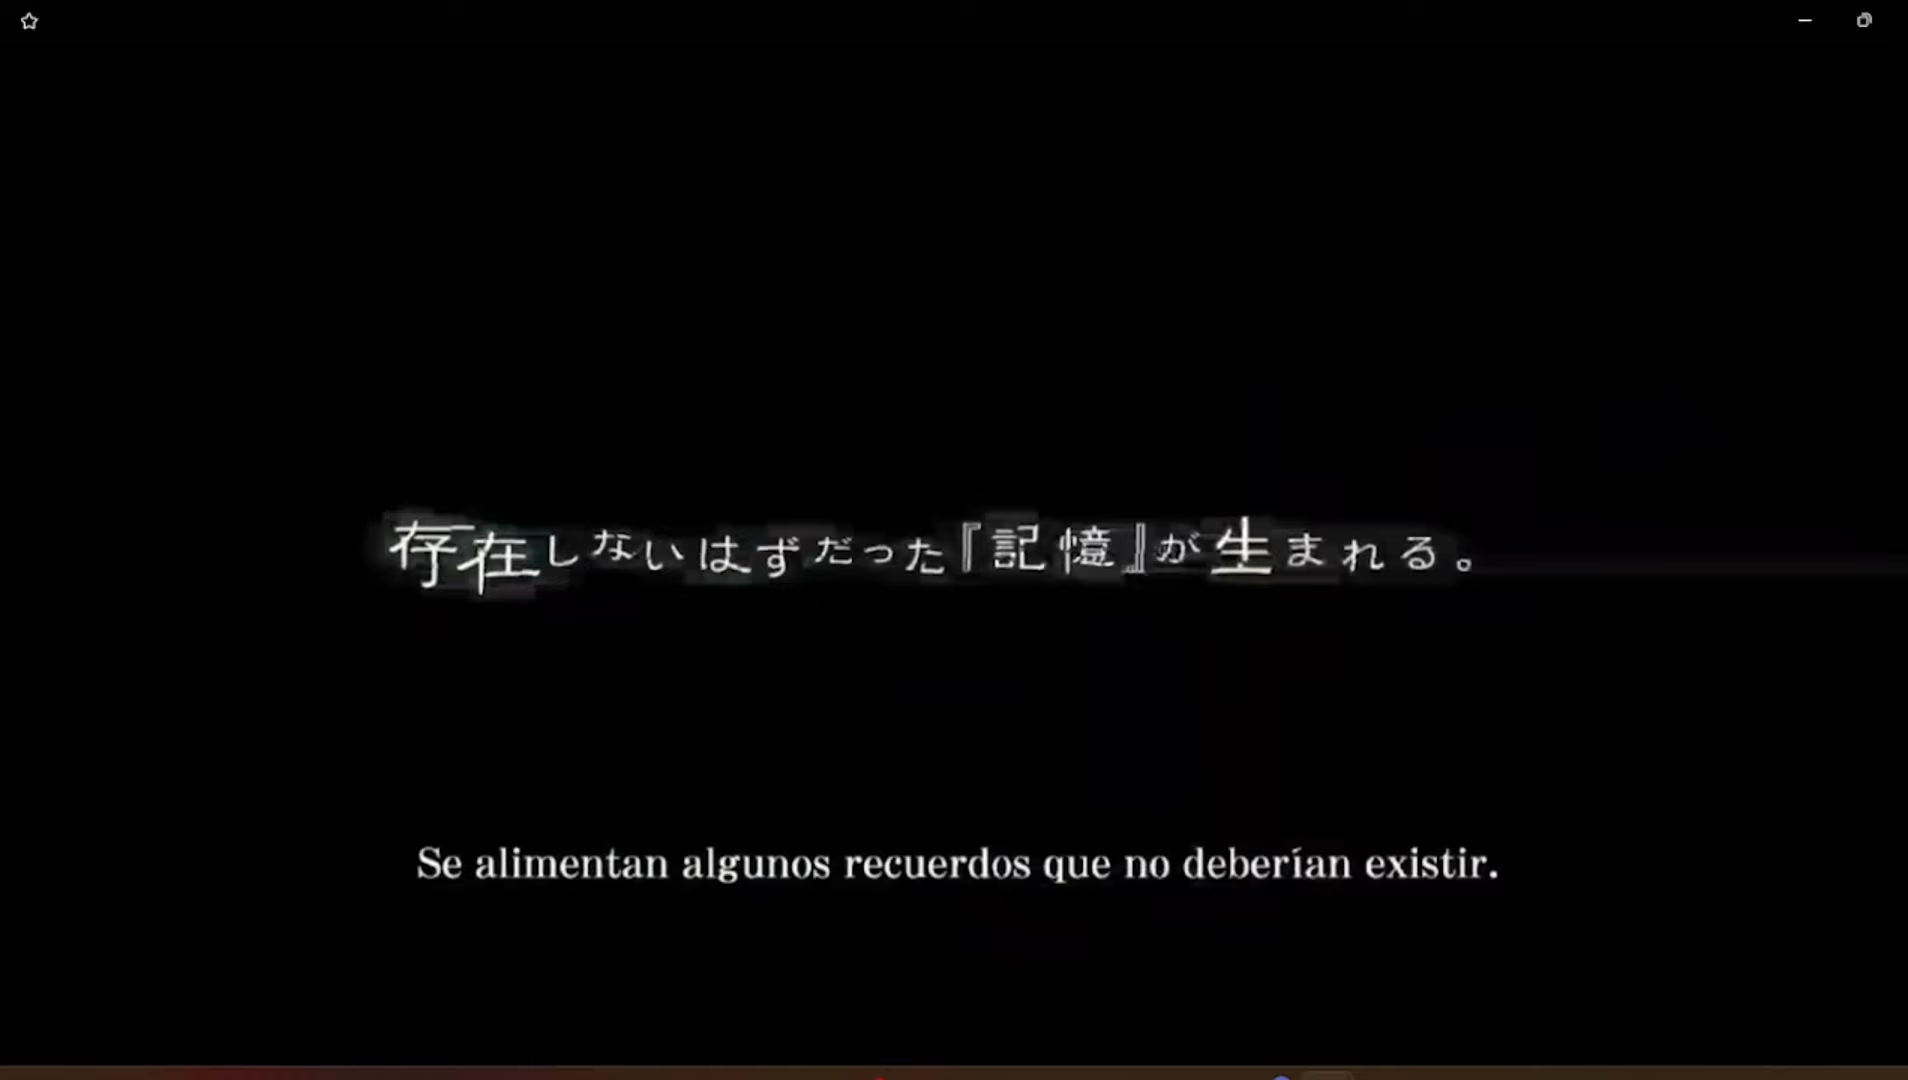 存在しないはずだった『記憶』が生まれる。
Se alimentan algunos recuerdos que no deberían existir.